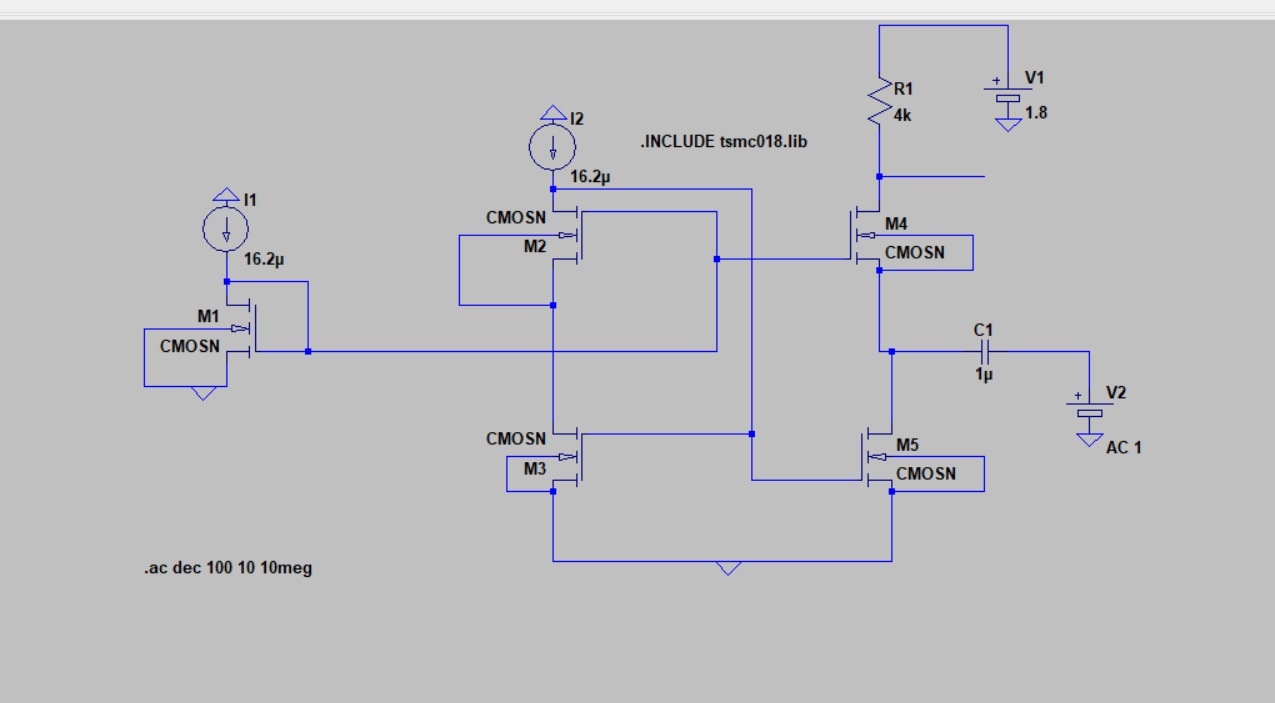 R1
4k
+
V1
1.8
I2
16.2µ
.INCLUDE tsmc018.lib
I1
16.2µ
CMOSN
M2
M4
CMOSN
M1
CMOSN
C1
1µ
+
V2
AC 1
CMOSN
M3
M5
CMOSN
.ac dec 100 10 10meg